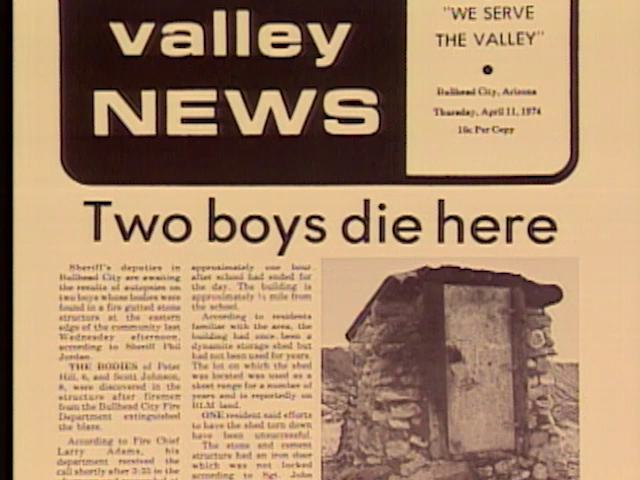 valley
NEWS
"WE SERVE
THE VALLEY"
Bullhead City, Arizona
Thursday, April 11, 1974
10c Per Copy
Two boys die here
Sheriff's deputies in
Bullhead City are awaiting
the results of autopsies on
two boys whose bodies were
found in a fire gutted stone
structure at the eastern
edge of the community last
Wednesday afternoon,
according to Sheriff Phil
Jordan.
THE BODIES of Peter
Hill, 6, and Scott Johnson,
8, were discovered in the
structure after firemen
from the Bullhead City Fire
Department extinguished
the blaze.
According to Fire Chief
Larry Adams, his
department received the
call shortly after 3:35 in the
approximately one hour
after school had ended for
the day. The building is
approximately ½ mile from
the school.
According to residents
familiar with the area, the
building had once been a
dynamite storage shed but
had not been used for years.
The lot on which the shed
was located was used as a
shoot range for a number of
years and is reportedly on
BLM land.
ONE resident said efforts
to have the shed torn down
have been unsuccessful.
The stone and cement
structure had an iron door
which was not locked
according to Sgt. John